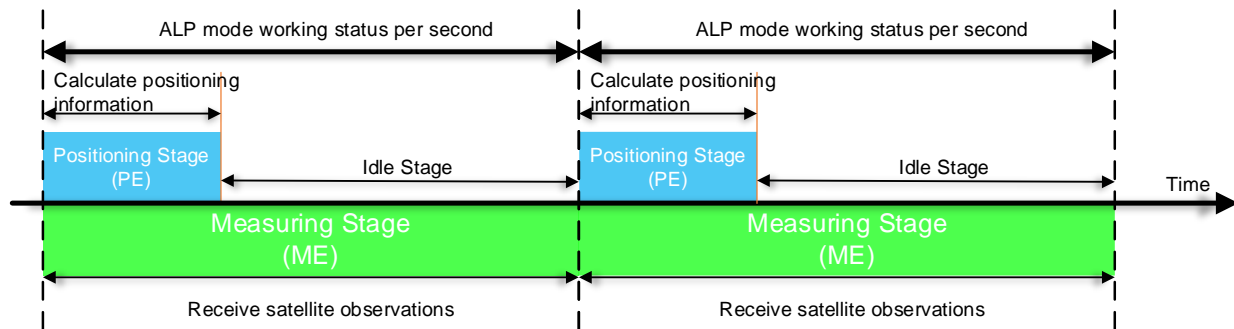 ALP mode working status per second
ALP mode working status per second
Calculate positioning
information
Calculate positioning
information
Positioning Stage
(PE)
Idle Stage
Positioning Stage
(PE)
Idle Stage
Time
Measuring Stage
(ME)
Measuring Stage
(ME)
Receive satellite observations
Receive satellite observations